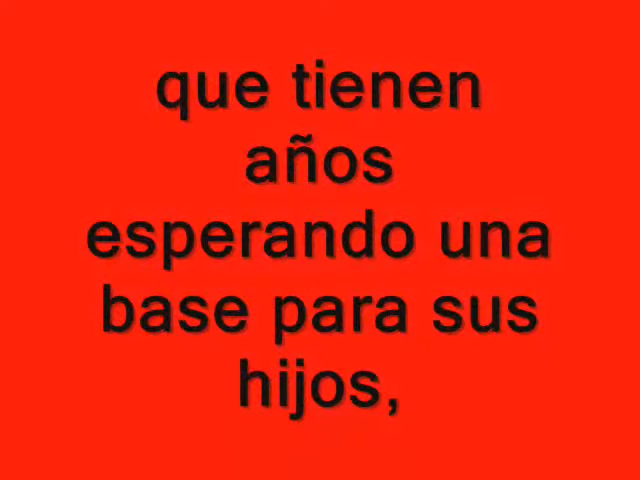 que tienen
años
esperando una
base para sus
hijos,